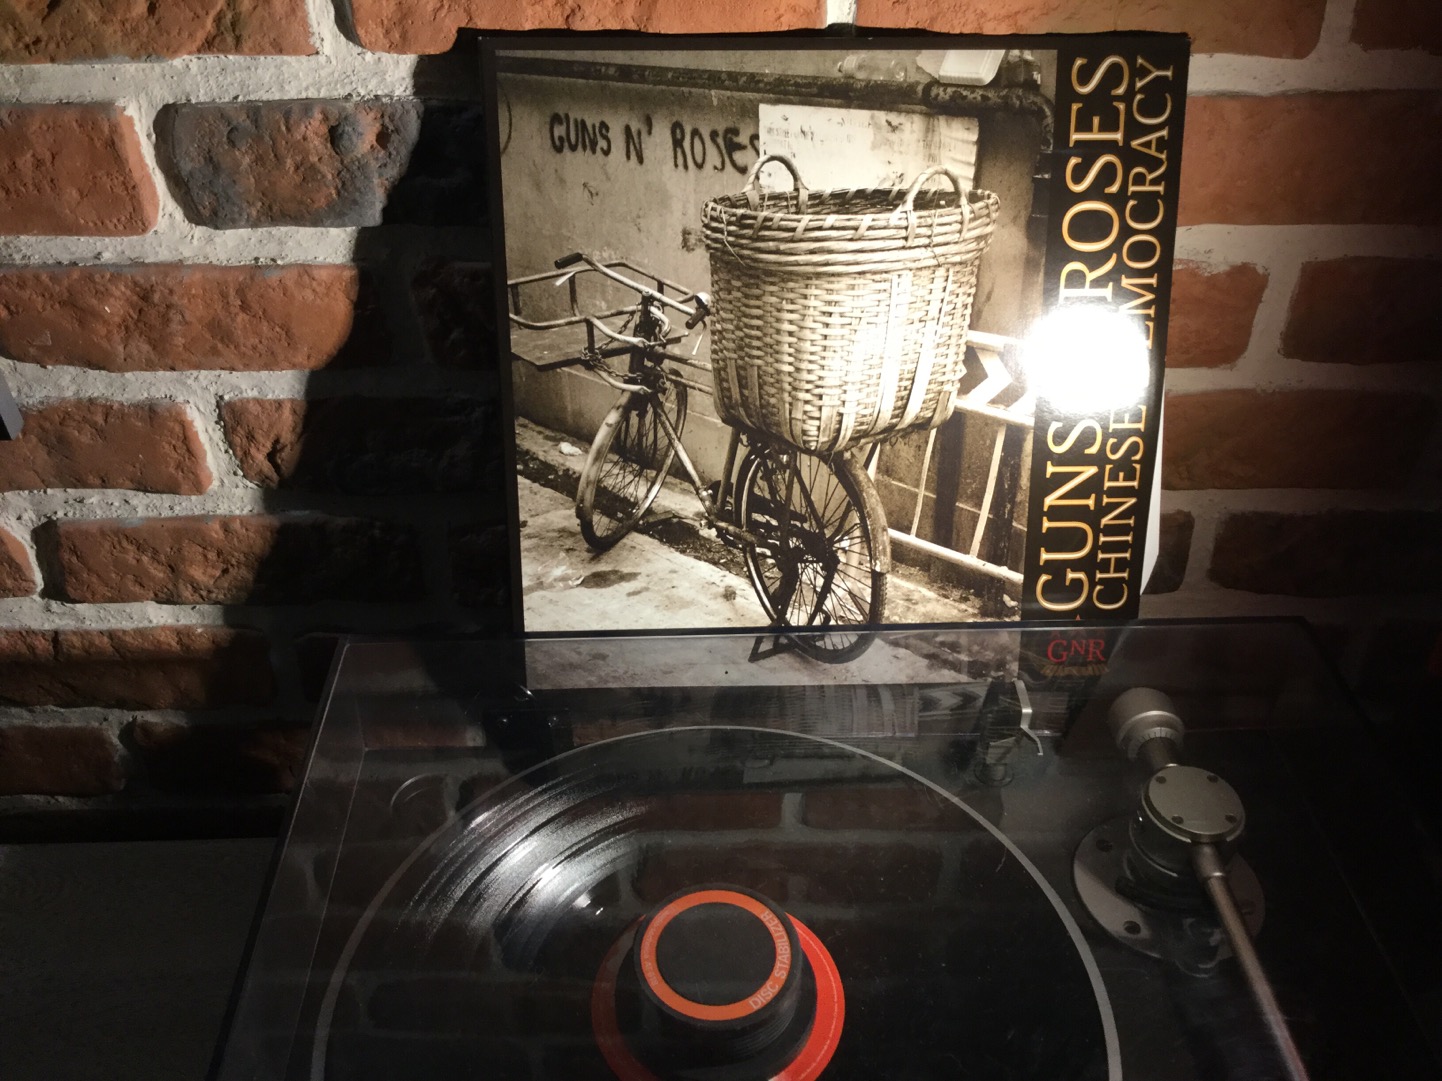 GUNS N' ROSES
GUNS ROSES
CHINESE
GNR
DISC STABILIZER